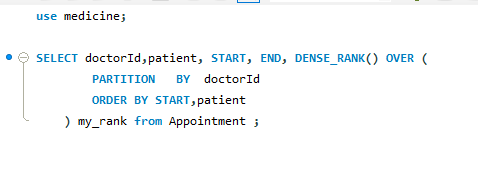 use medicine;
SELECT doctorId,patient, START, END, DENSE_RANK() OVER (
PARTITION BY doctorId
ORDER BY START,patient
) my_rank from Appointment ;